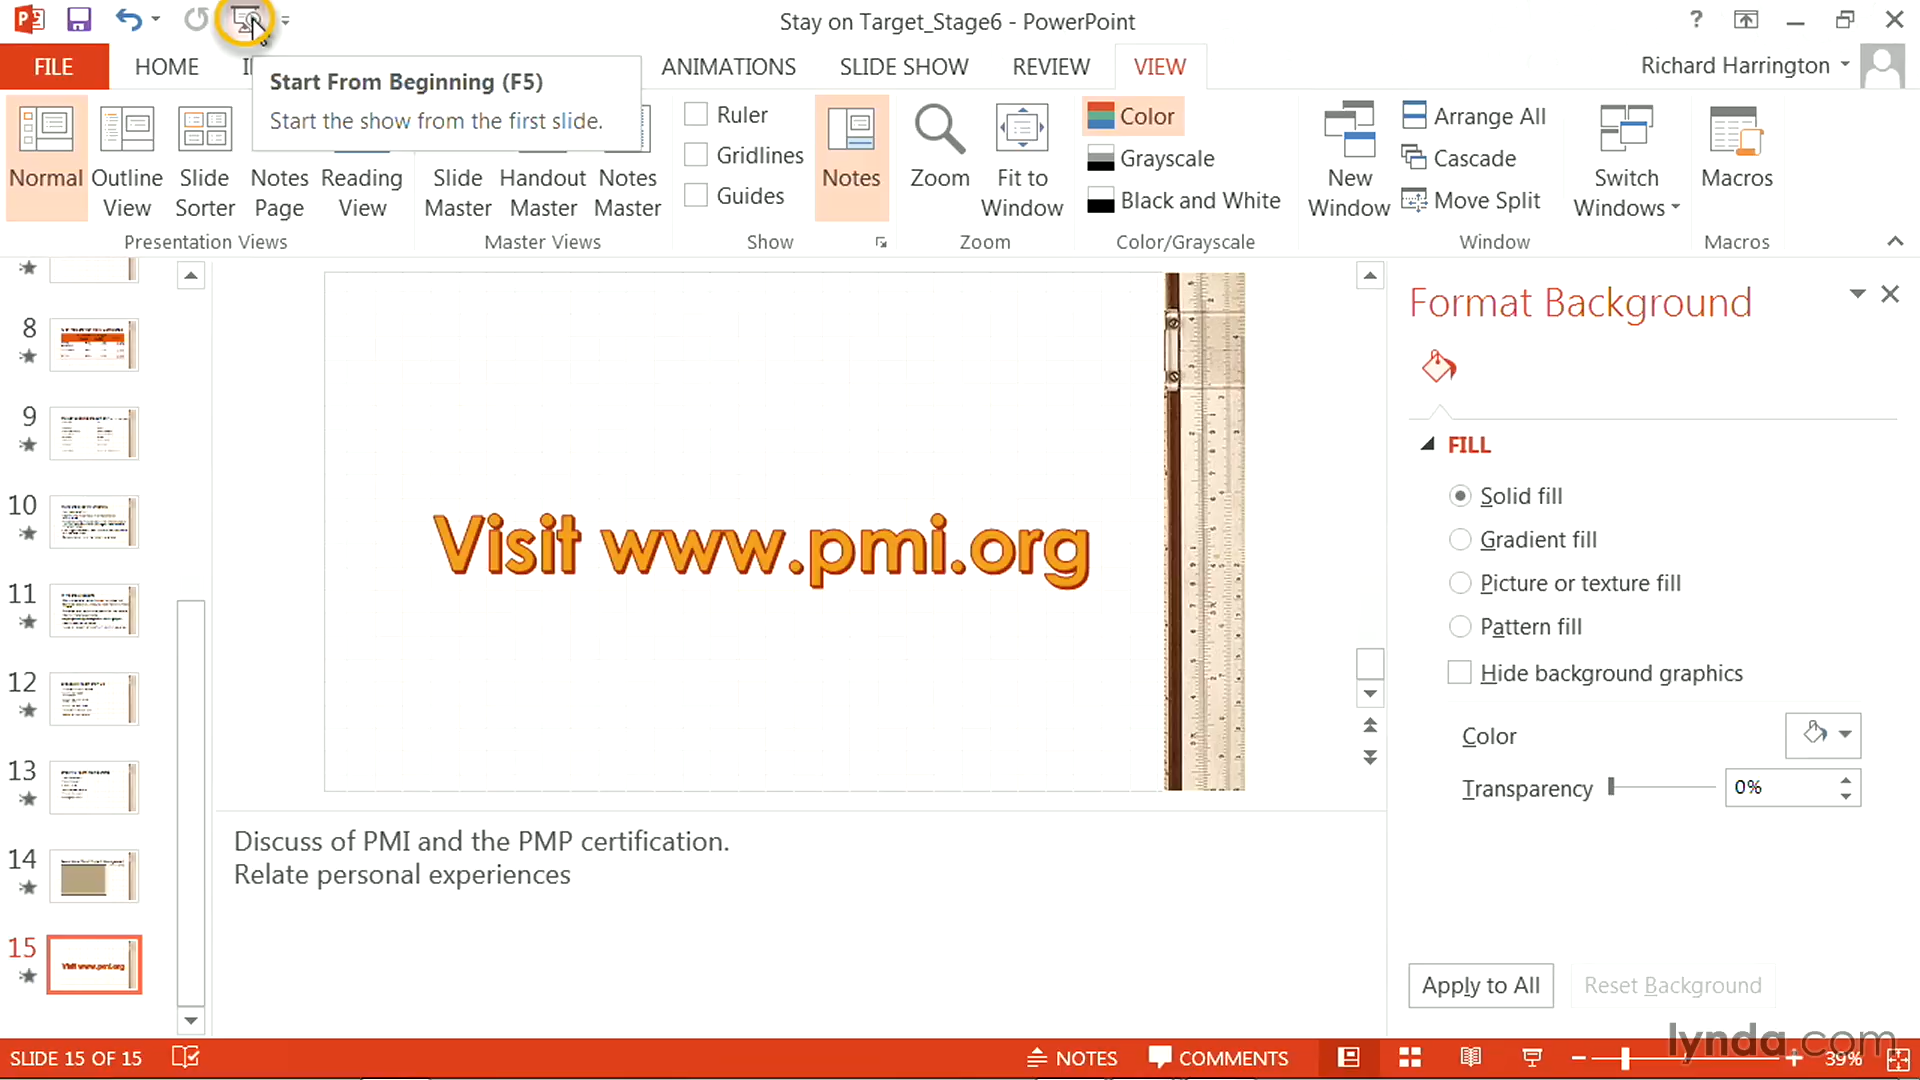 Stay on Target_Stage6 - PowerPoint
?
FILE
HOME
ANIMATIONS
SLIDE SHOW
REVIEW
VIEW
Richard Harrington
Start From Beginning (F5)
Start the show from the first slide.
Normal
Outline View
Slide Sorter
Notes Page
Reading View
Presentation Views
Slide Master
Handout Master
Notes Master
Master Views
Ruler
Gridlines
Guides
Show
Notes
Zoom
Fit to Window
Zoom
Color
Grayscale
Black and White
Color/Grayscale
New Window
Arrange All
Cascade
Move Split
Switch Windows
Window
Macros
Macros
8
9
10
11
12
13
14
15
Visit www.pmi.org
Visit www.pmi.org
Discuss of PMI and the PMP certification.
Relate personal experiences
Format Background
FILL
Solid fill
Gradient fill
Picture or texture fill
Pattern fill
Hide background graphics
Color
Transparency
0%
Apply to All
Reset Background
SLIDE 15 OF 15
NOTES
COMMENTS
39%
lynda.com